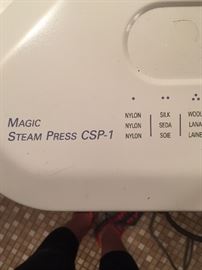 MAGIC
STEAM PRESS CSP-1
NYLON SILK WOOL
NYLON SEDA LANA
NYLON SOIE LAINE